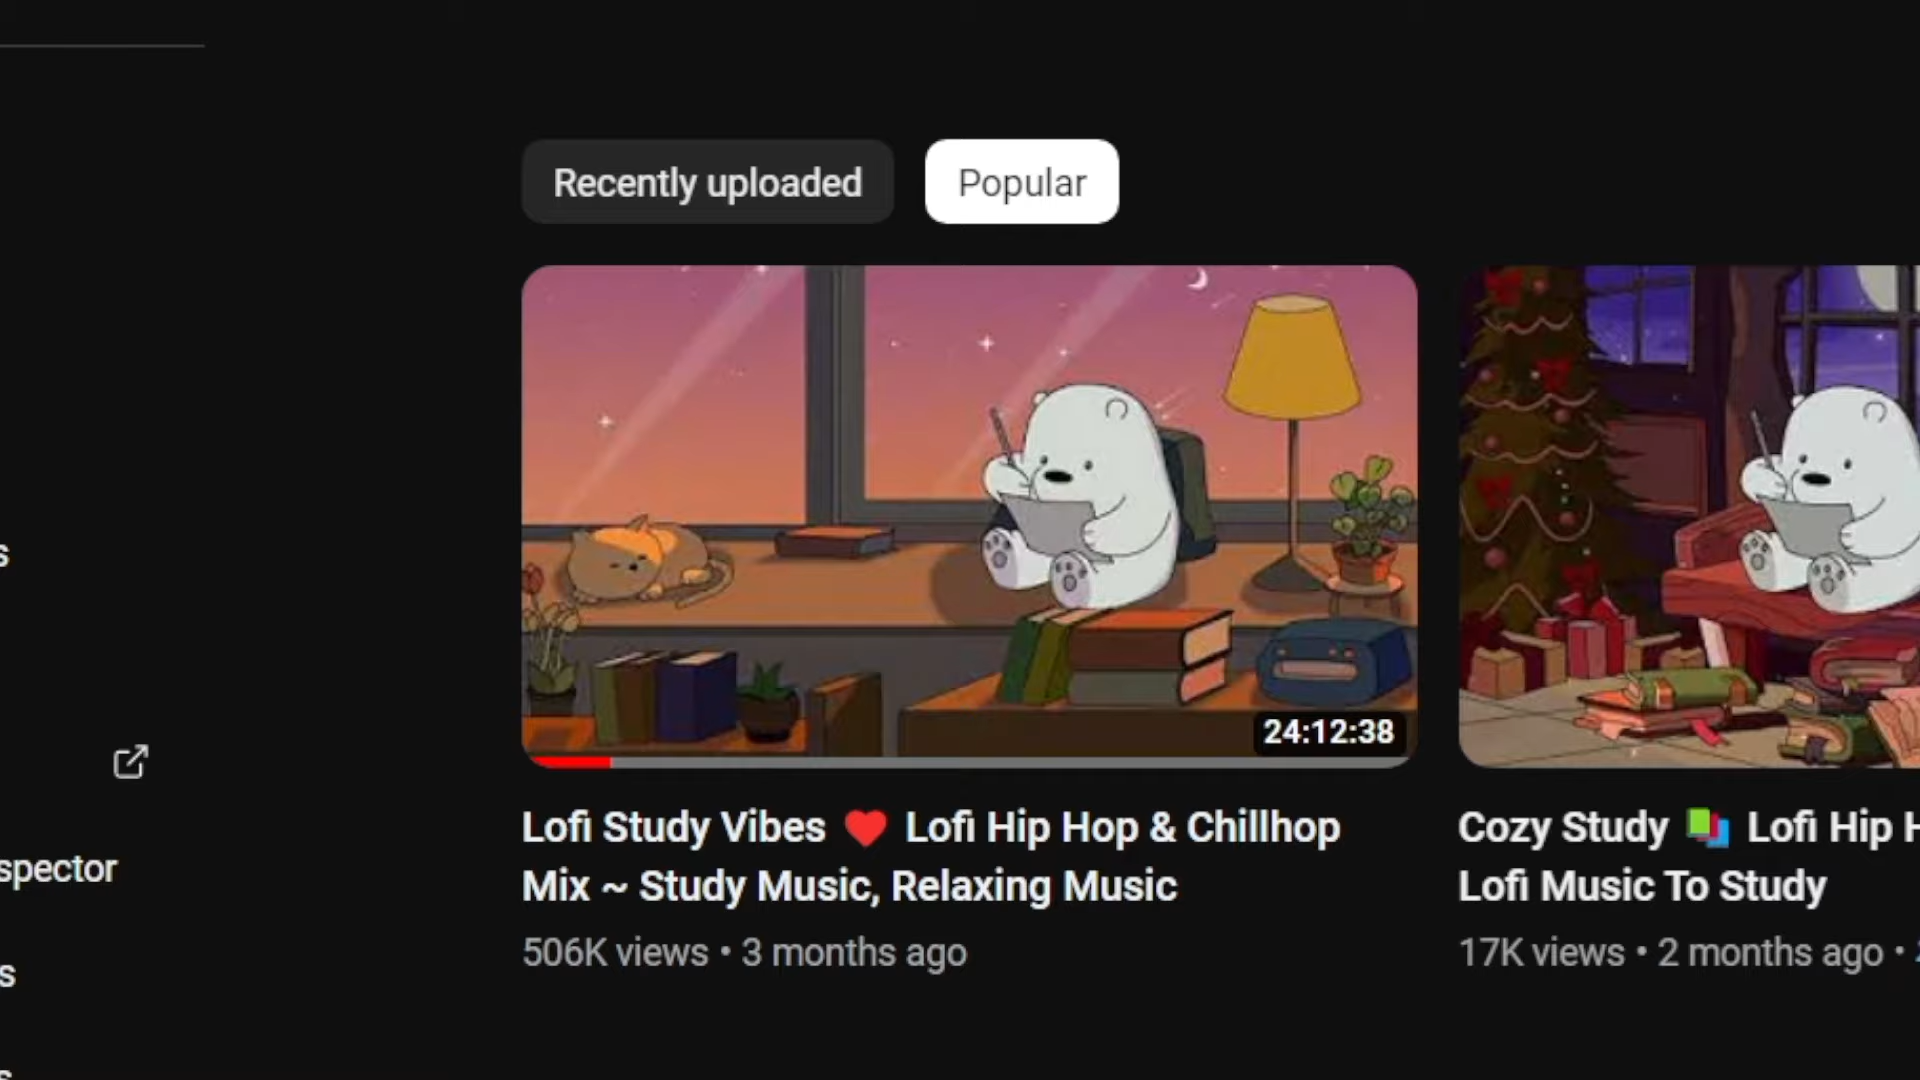 Recently uploaded
Popular
24:12:38
Lofi Study Vibes ❤️ Lofi Hip Hop & Chillhop
Mix ~ Study Music, Relaxing Music
506K views • 3 months ago
Cozy Study 📚 Lofi Hip
Lofi Music To Study
17K views • 2 months ago •
s
spector
s
s